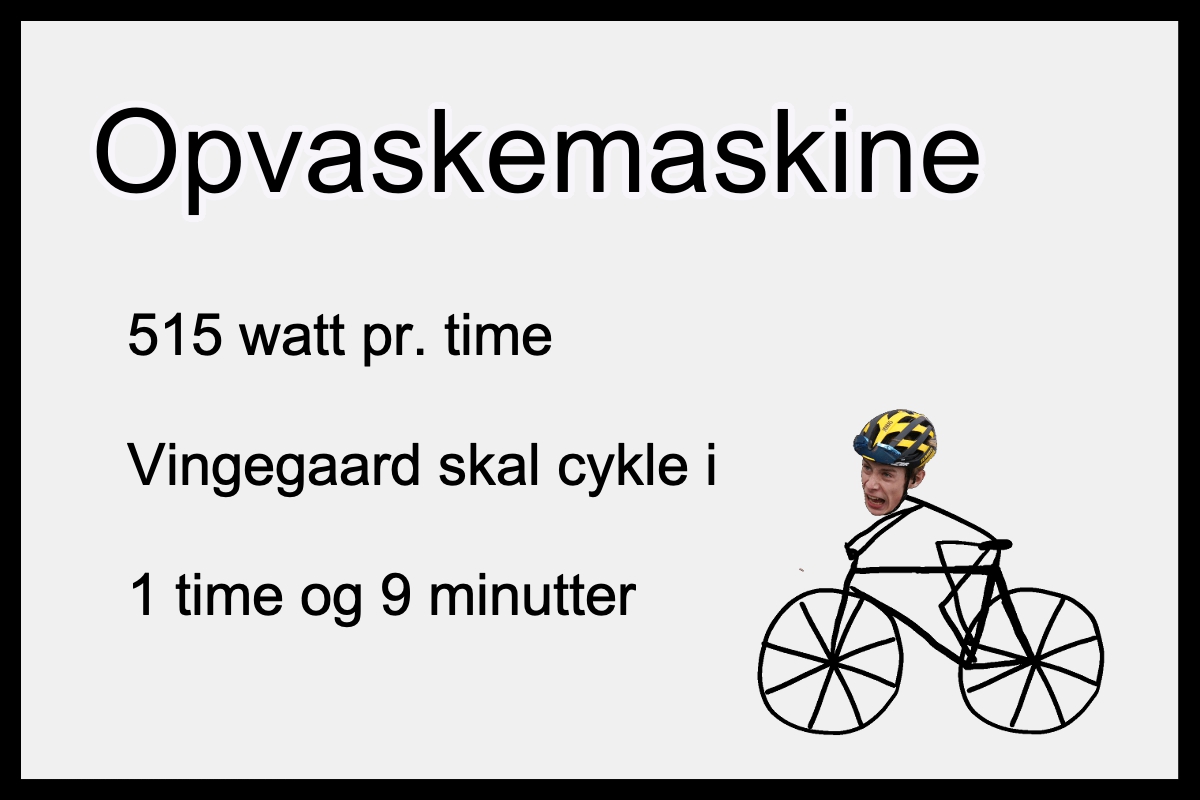 Opvaskemaskine
515 watt pr. time
Vingegaard skal cykle i
1 time og 9 minutter